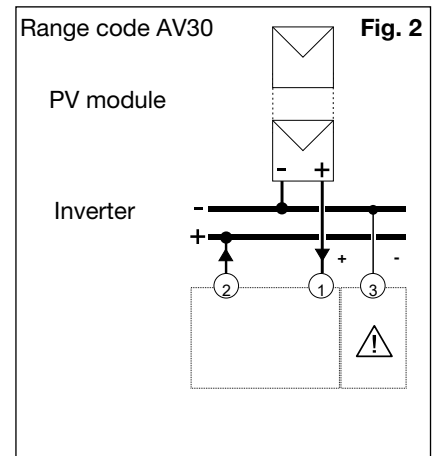 Range code AV30 Fig. 2
PV module
- +
Inverter -
+
+ -
2 1 3
!